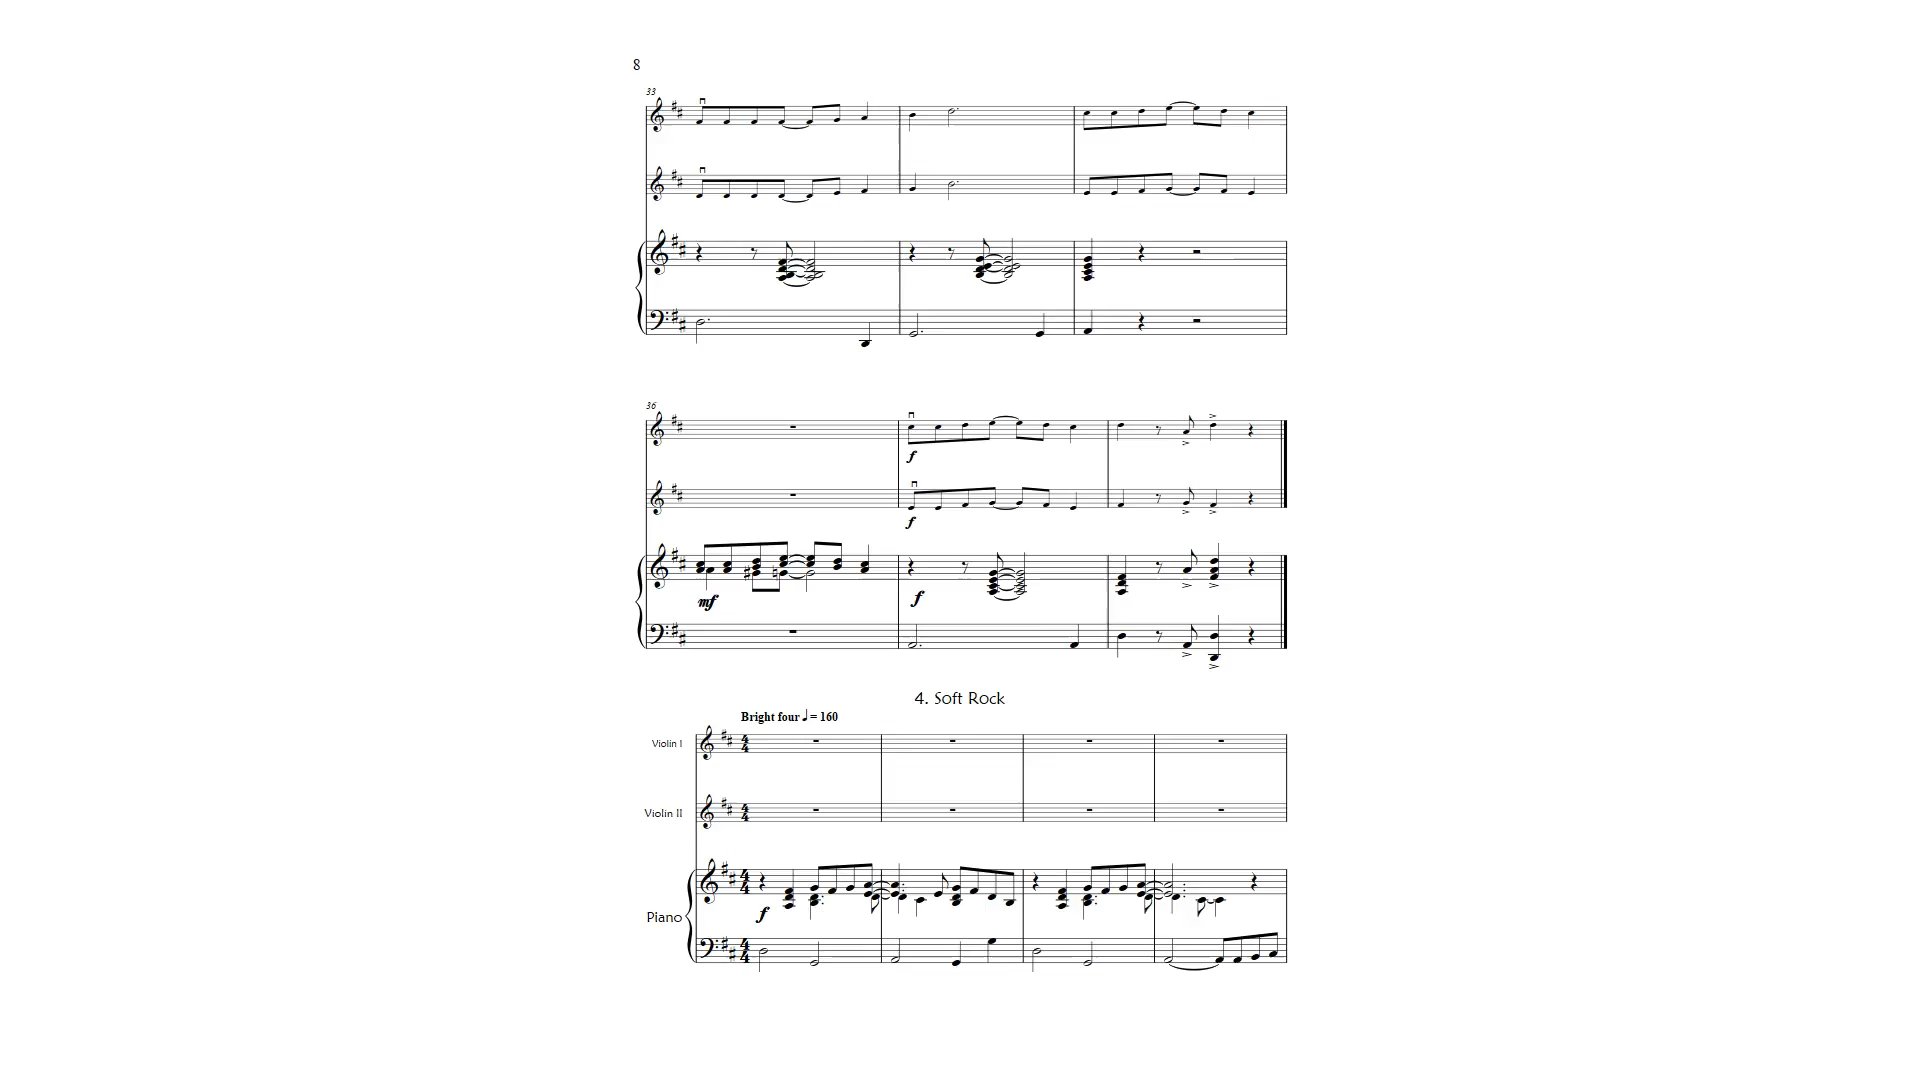 8
33
36
f
f
mf
f
4. Soft Rock
Bright four ♩ = 160
Violin I
Violin II
Piano
f